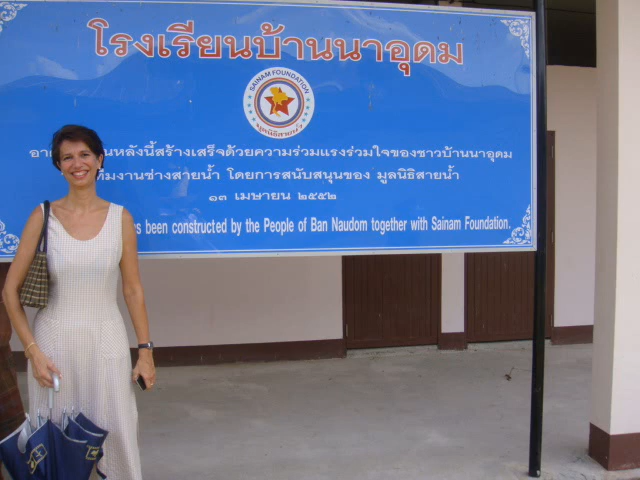 โรงเรียนบ้านนาอุดม
SAINAM FOUNDATION
มูลนิธิสายน้ำ
หลังนี้สร้างเสร็จด้วยความร่วมแรงร่วมใจของชาวบ้านนาอุดม
ทีมงานช่างสายน้ำ โดยการสนับสนุนของ มูลนิธิสายน้ำ
๑๓ เมษายน ๒๕๕๒
has been constructed by the People of Ban Naudom together with Sainam Foundation.